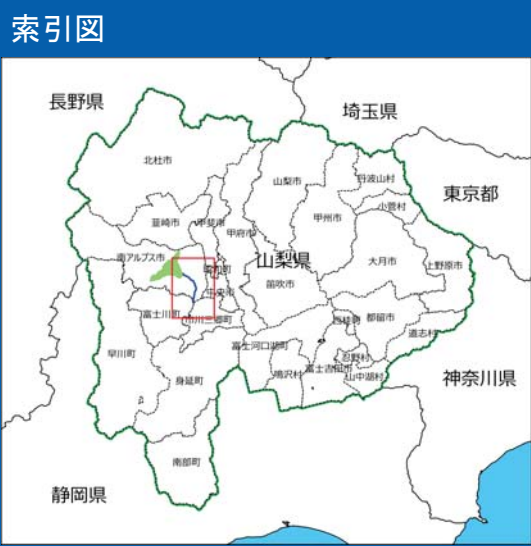 索引図
長野県
埼玉県
北杜市
山梨市
丹波山村
東京都
小菅村
韮崎市
甲斐市
甲府市
甲州市
南アルプス市
山梨県
大月市
上野原市
昭和町
中央市
笛吹市
富士川町
市川三郷町
西桂町
都留市
道志村
早川町
富士河口湖町
忍野村
鳴沢村
富士吉田市
山中湖村
身延町
神奈川県
南部町
静岡県